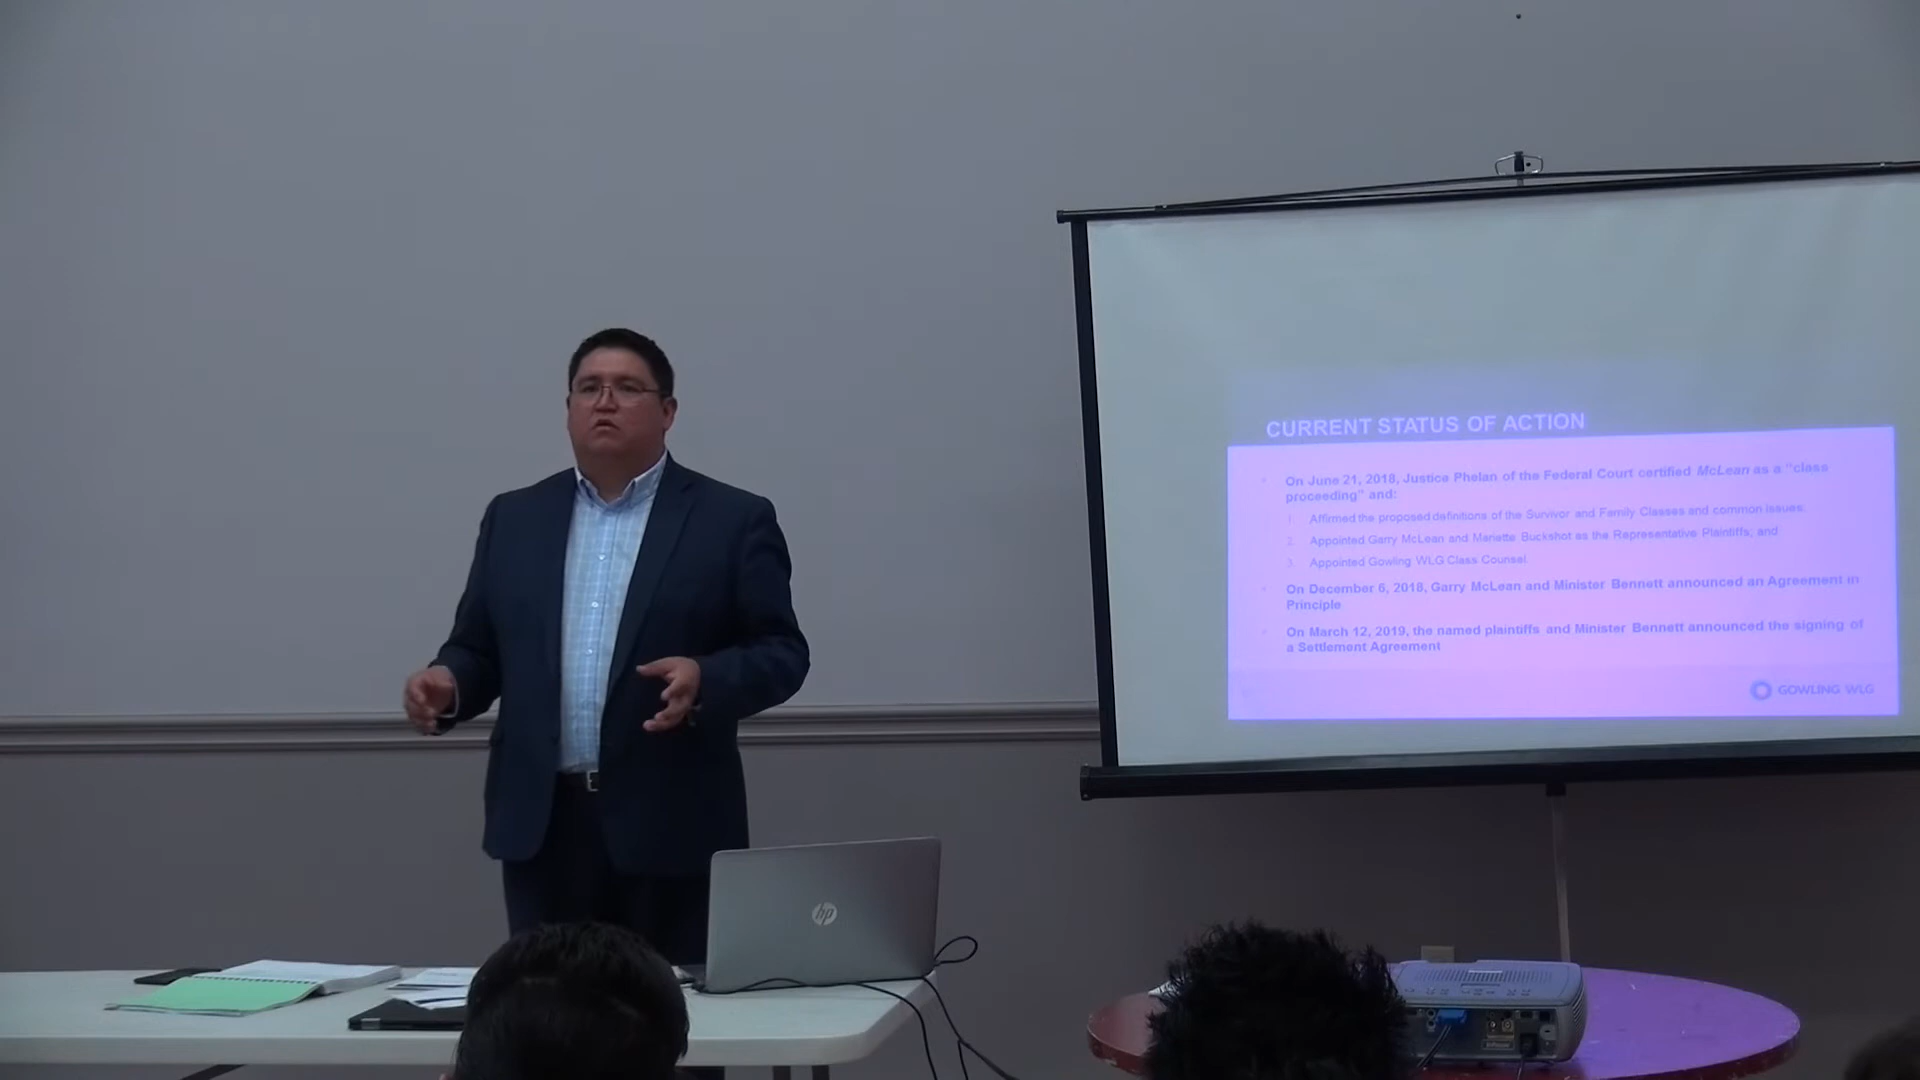 CURRENT STATUS OF ACTION
On June 21, 2018, Justice Phelan of the Federal Court certified McLean as a "class
proceeding" and:
1. Affirmed the proposed definitions of the Survivor and Family Classes and common issues,
2. Appointed Garry McLean and Mariette Buckshot as the Representative Plaintiffs, and
3. Appointed Gowling WLG Class Counsel.
On December 6, 2018, Garry McLean and Minister Bennett announced an Agreement in
Principle
On March 12, 2019, the named plaintiffs and Minister Bennett announced the signing of
a Settlement Agreement
GOWLING WLG
hp